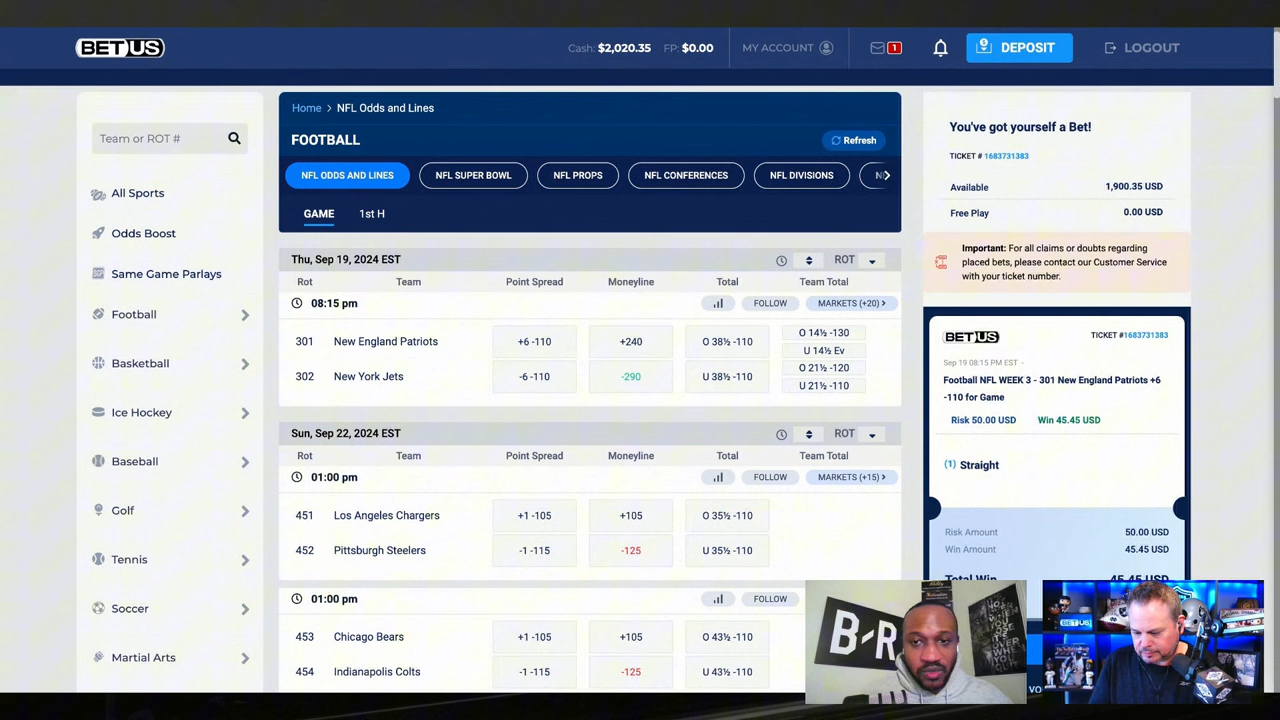 BETUS
Cash: $2,020.35 FP: $0.00
MY ACCOUNT
1
DEPOSIT
LOGOUT
Team or ROT #
All Sports
Odds Boost
Same Game Parlays
Football
Basketball
Ice Hockey
Baseball
Golf
Tennis
Soccer
Martial Arts
Home > NFL Odds and Lines
FOOTBALL
Refresh
NFL ODDS AND LINES NFL SUPER BOWL NFL PROPS NFL CONFERENCES NFL DIVISIONS
GAME 1st H
Thu, Sep 19, 2024 EST ROT
Rot Team Point Spread Moneyline Total Team Total
08:15 pm FOLLOW MARKETS (+20) >
O 14½ -130
301 New England Patriots +6 -110 +240 O 38½ -110
U 14½ Ev
O 21½ -120
302 New York Jets -6 -110 -290 U 38½ -110
U 21½ -110
Sun, Sep 22, 2024 EST ROT
Rot Team Point Spread Moneyline Total Team Total
01:00 pm FOLLOW MARKETS (+15) >
451 Los Angeles Chargers +1 -105 +105 O 35½ -110
452 Pittsburgh Steelers -1 -115 -125 U 35½ -110
01:00 pm FOLLOW
453 Chicago Bears +1 -105 +105 O 43½ -110
454 Indianapolis Colts -1 -115 -125 U 43½ -110
You've got yourself a Bet!
TICKET # 1683731383
Available 1,900.35 USD
Free Play 0.00 USD
Important: For all claims or doubts regarding
placed bets, please contact our Customer Service
with your ticket number.
BETUS TICKET #1683731383
Sep 19 08:15 PM EST -
Football NFL WEEK 3 - 301 New England Patriots +6
-110 for Game
Risk 50.00 USD Win 45.45 USD
(1) Straight
Risk Amount 50.00 USD
Win Amount 45.45 USD
Total Win 45.45 USD
B-R
BETUS